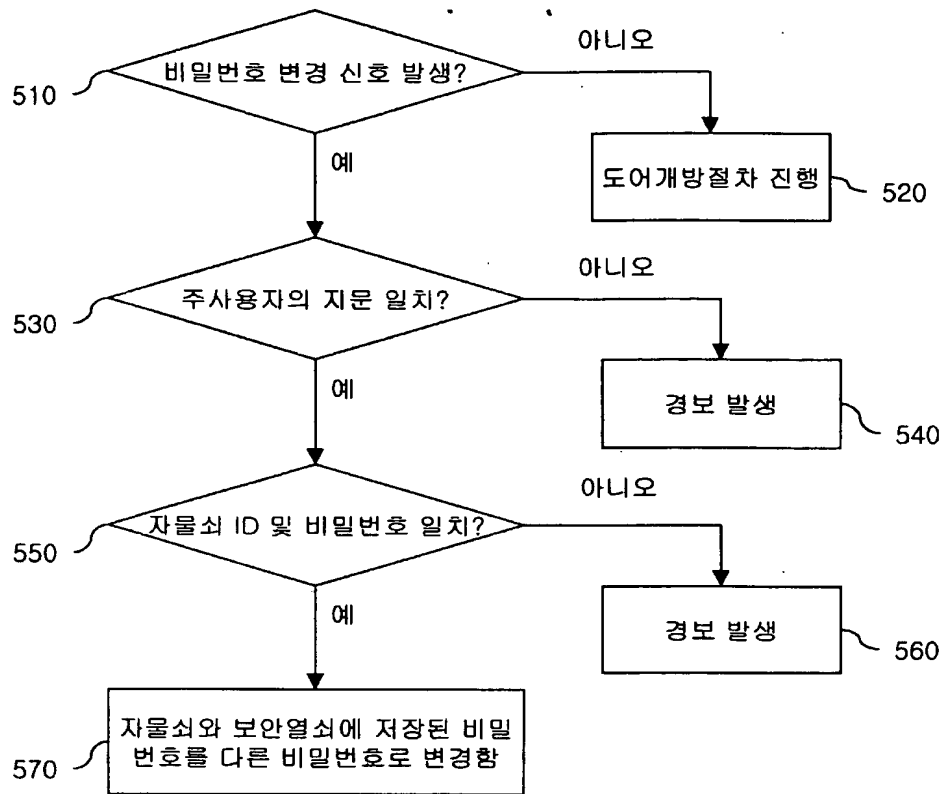 아니오
비밀번호 변경 신호 발생?
510
예
도어개방절차 진행
520
아니오
주사용자의 지문 일치?
530
예
경보 발생
540
아니오
자물쇠 ID 및 비밀번호 일치?
550
예
경보 발생
560
자물쇠와 보안열쇠에 저장된 비밀
번호를 다른 비밀번호로 변경함
570